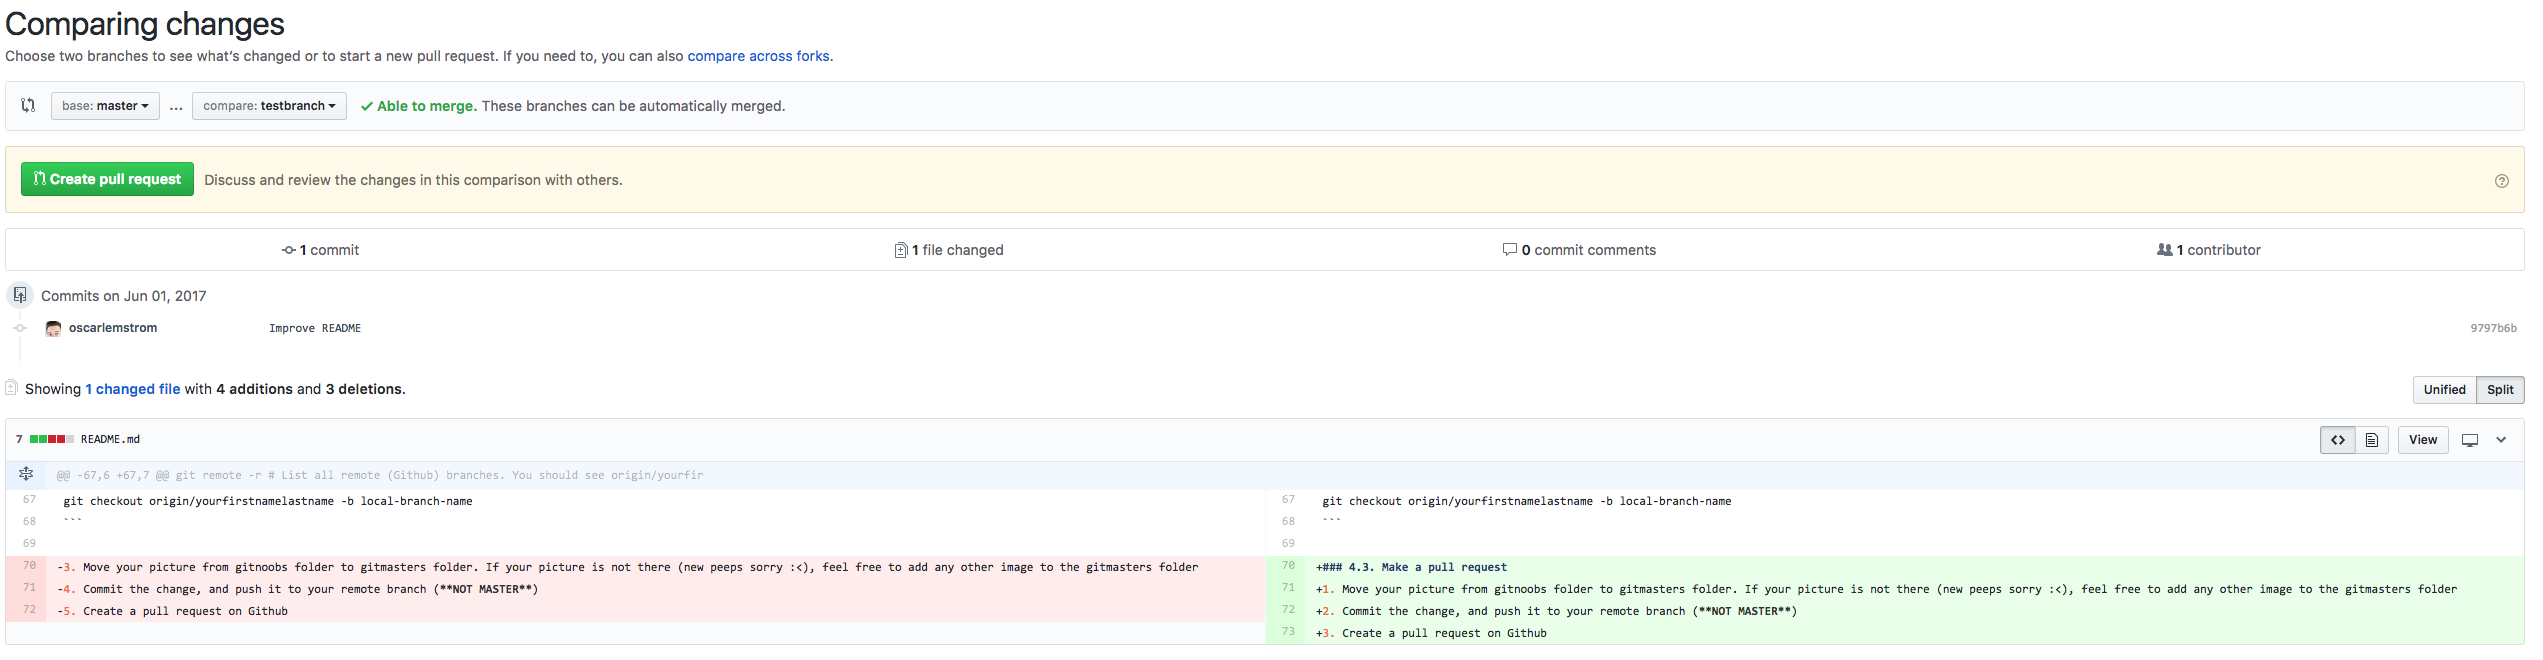 Comparing changes
Choose two branches to see what's changed or to start a new pull request. If you need to, you can also compare across forks.
base: master ... compare: testbranch ✓ Able to merge. These branches can be automatically merged.
Create pull request Discuss and review the changes in this comparison with others.
1 commit 1 file changed 0 commit comments 1 contributor
Commits on Jun 01, 2017
oscarlemstrom Improve README 9797b6b
Showing 1 changed file with 4 additions and 3 deletions. Unified Split
7 README.md <> View
@@ -67,6 +67,7 @@ git remote -r # List all remote (Github) branches. You should see origin/yourfir
67 git checkout origin/yourfirstnamelastname -b local-branch-name 67 git checkout origin/yourfirstnamelastname -b local-branch-name
68 ``` 68 ```
69 69
70 -3. Move your picture from gitnoobs folder to gitmasters folder. If your picture is not there (new peeps sorry :<), feel free to add any other image to the gitmasters folder 70 +### 4.3. Make a pull request
71 -4. Commit the change, and push it to your remote branch (**NOT MASTER**) 71 +1. Move your picture from gitnoobs folder to gitmasters folder. If your picture is not there (new peeps sorry :<), feel free to add any other image to the gitmasters folder
72 -5. Create a pull request on Github 72 +2. Commit the change, and push it to your remote branch (**NOT MASTER**)
73 +3. Create a pull request on Github